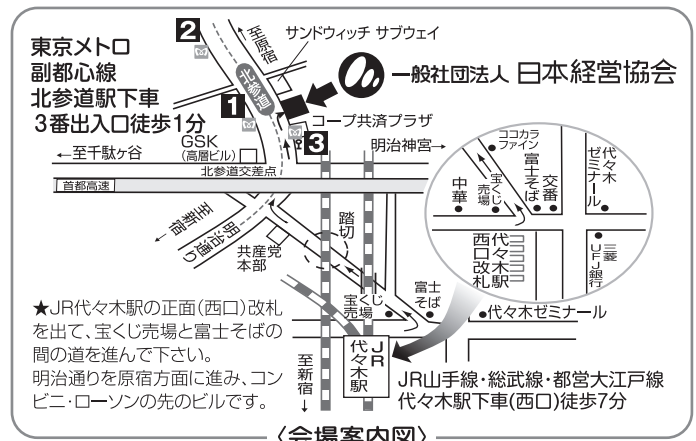 東京メトロ
副都心線
北参道駅下車
3番出入口徒歩1分
2
至原宿
サンドウィッチ サブウェイ
北参道
一般社団法人 日本経営協会
1
3
コープ共済プラザ
GSK
(高層ビル)
←至千駄ヶ谷
明治神宮→
北参道交差点
首都高速
至新宿
明治通り
共産党
本部
踏切
宝くじ
売場
富士
そば
代々木ゼミナール
ココカラ
ファイン
中華
宝くじ
売場
富士そば
交番
代々木
ゼミナール
代々木駅
西口改札
三菱
UFJ銀行
★JR代々木駅の正面(西口)改札
を出て、宝くじ売場と富士そばの
間の道を進んで下さい。
明治通りを原宿方面に進み、コン
ビニ・ローソンの先のビルです。
至新宿
↓
JR
代々木駅
JR山手線・総武線・都営大江戸線
代々木駅下車(西口)徒歩7分
〈会場案内図〉